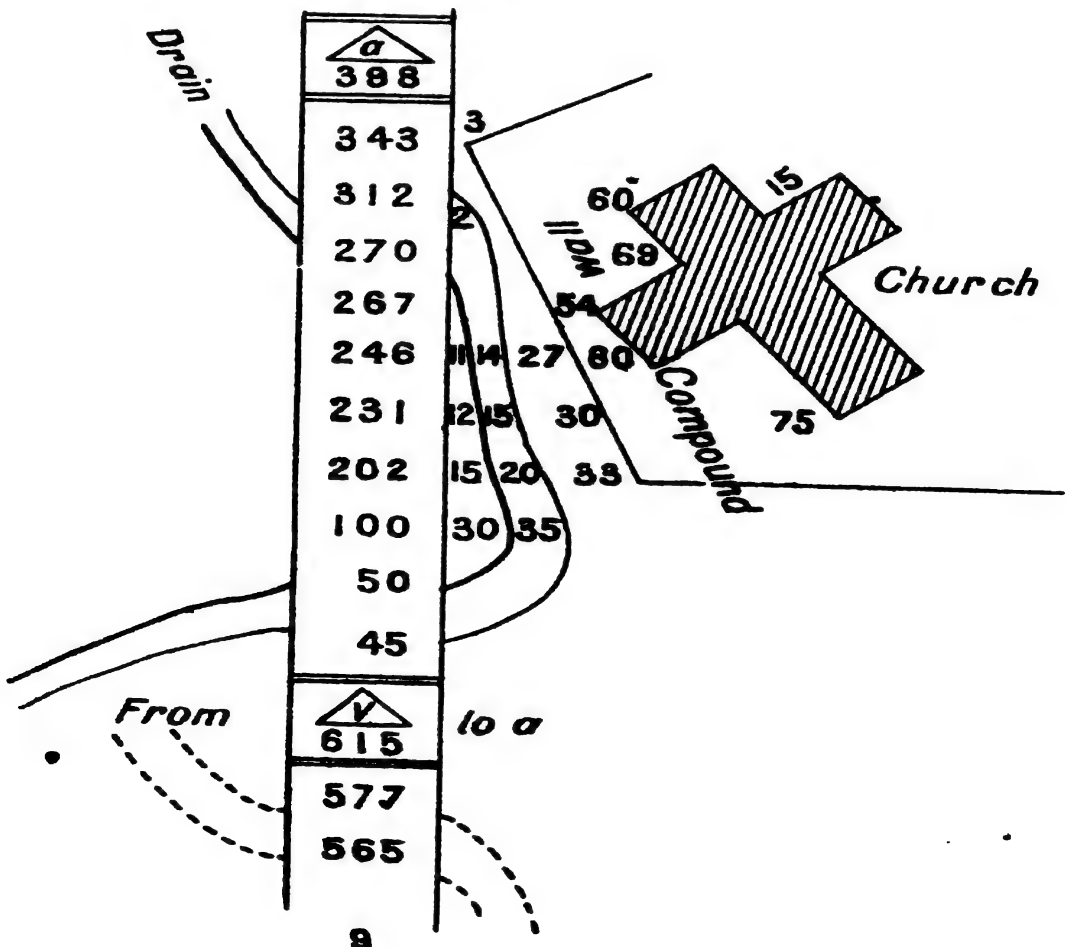 a
Drain 388
343 3
312 2 60 15
270 Wall 69
267 54 Church
246 11 14 27 80
231 12 15 30 75
202 15 20 33 Compound
100 30 35
50
45
From V to a
615
577
565
9